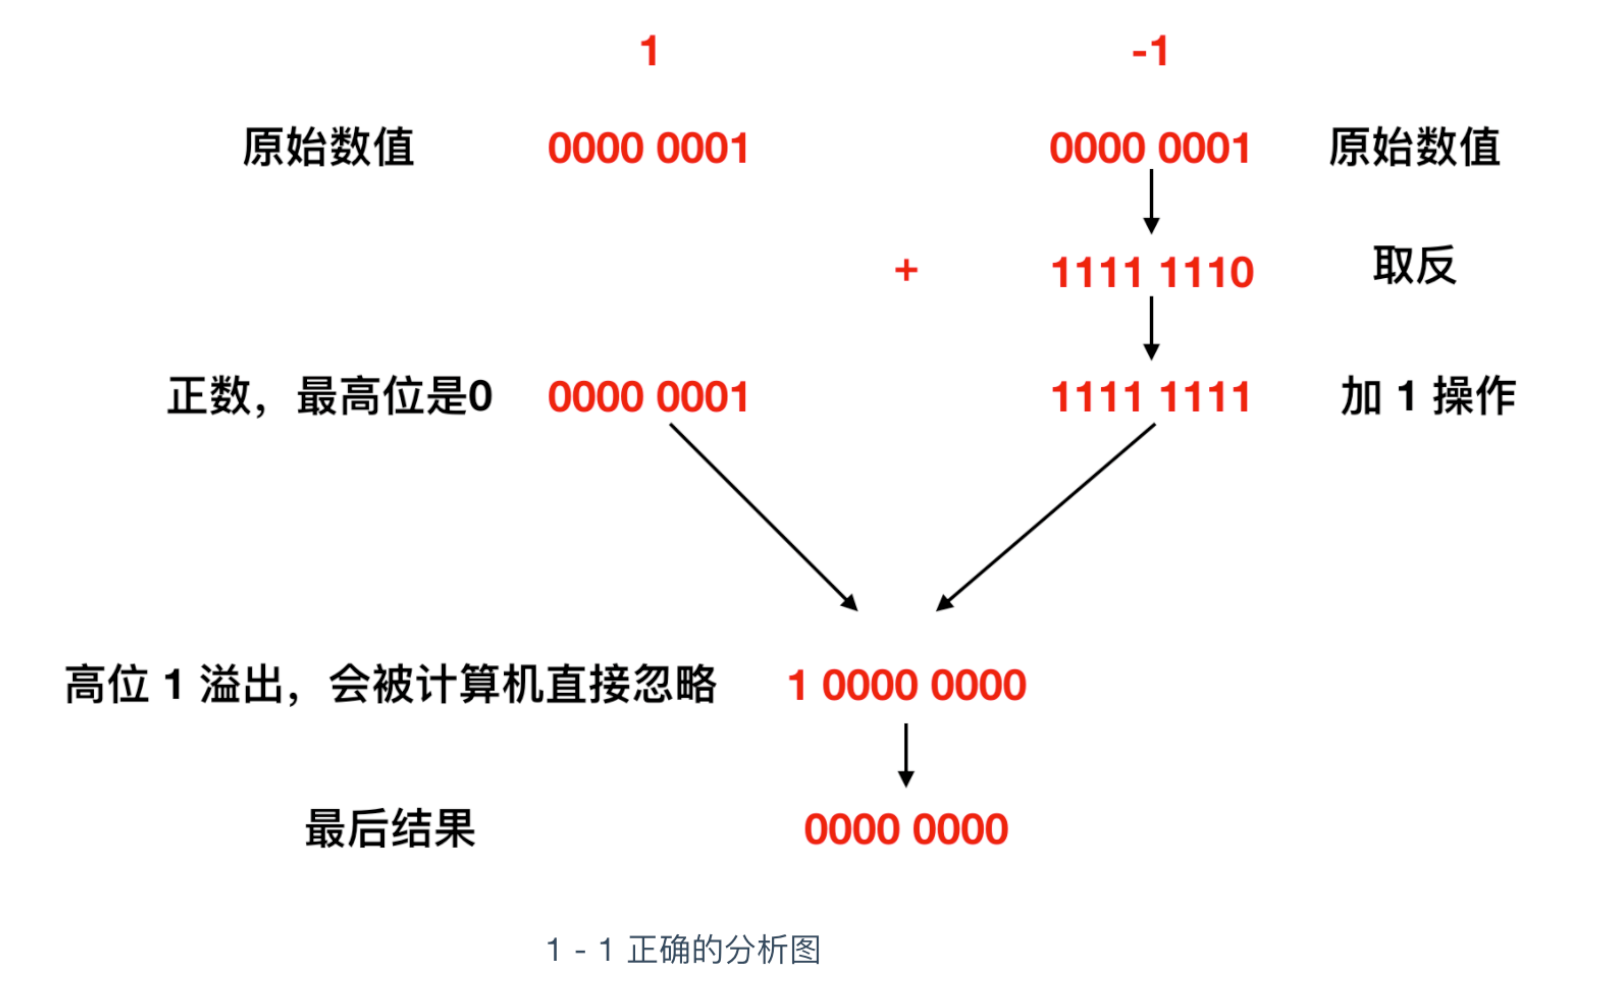 1 -1
原始数值 0000 0001 0000 0001 原始数值
+ 1111 1110 取反
正数，最高位是0 0000 0001 1111 1111 加 1 操作
高位 1 溢出，会被计算机直接忽略 1 0000 0000
最后结果 0000 0000
1 - 1 正确的分析图